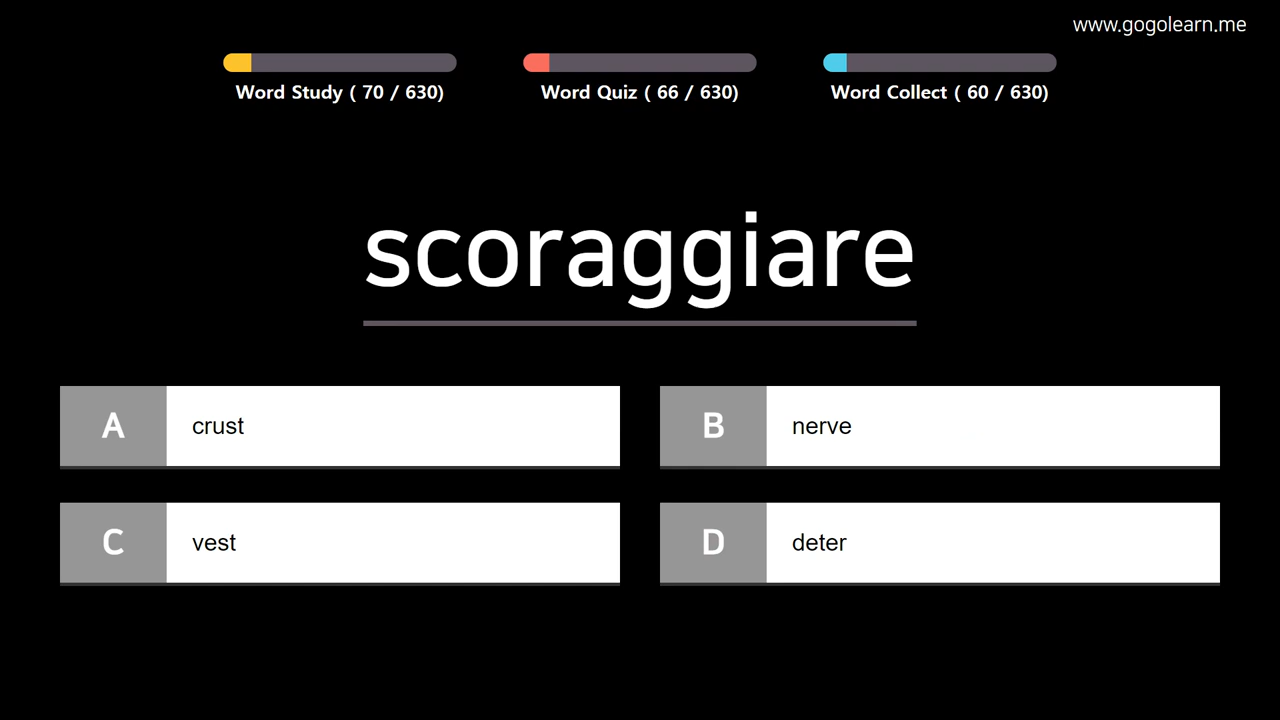 www.gogolearn.me
Word Study ( 70 / 630)
Word Quiz ( 66 / 630)
Word Collect ( 60 / 630)
scoraggiare
A crust
B nerve
C vest
D deter